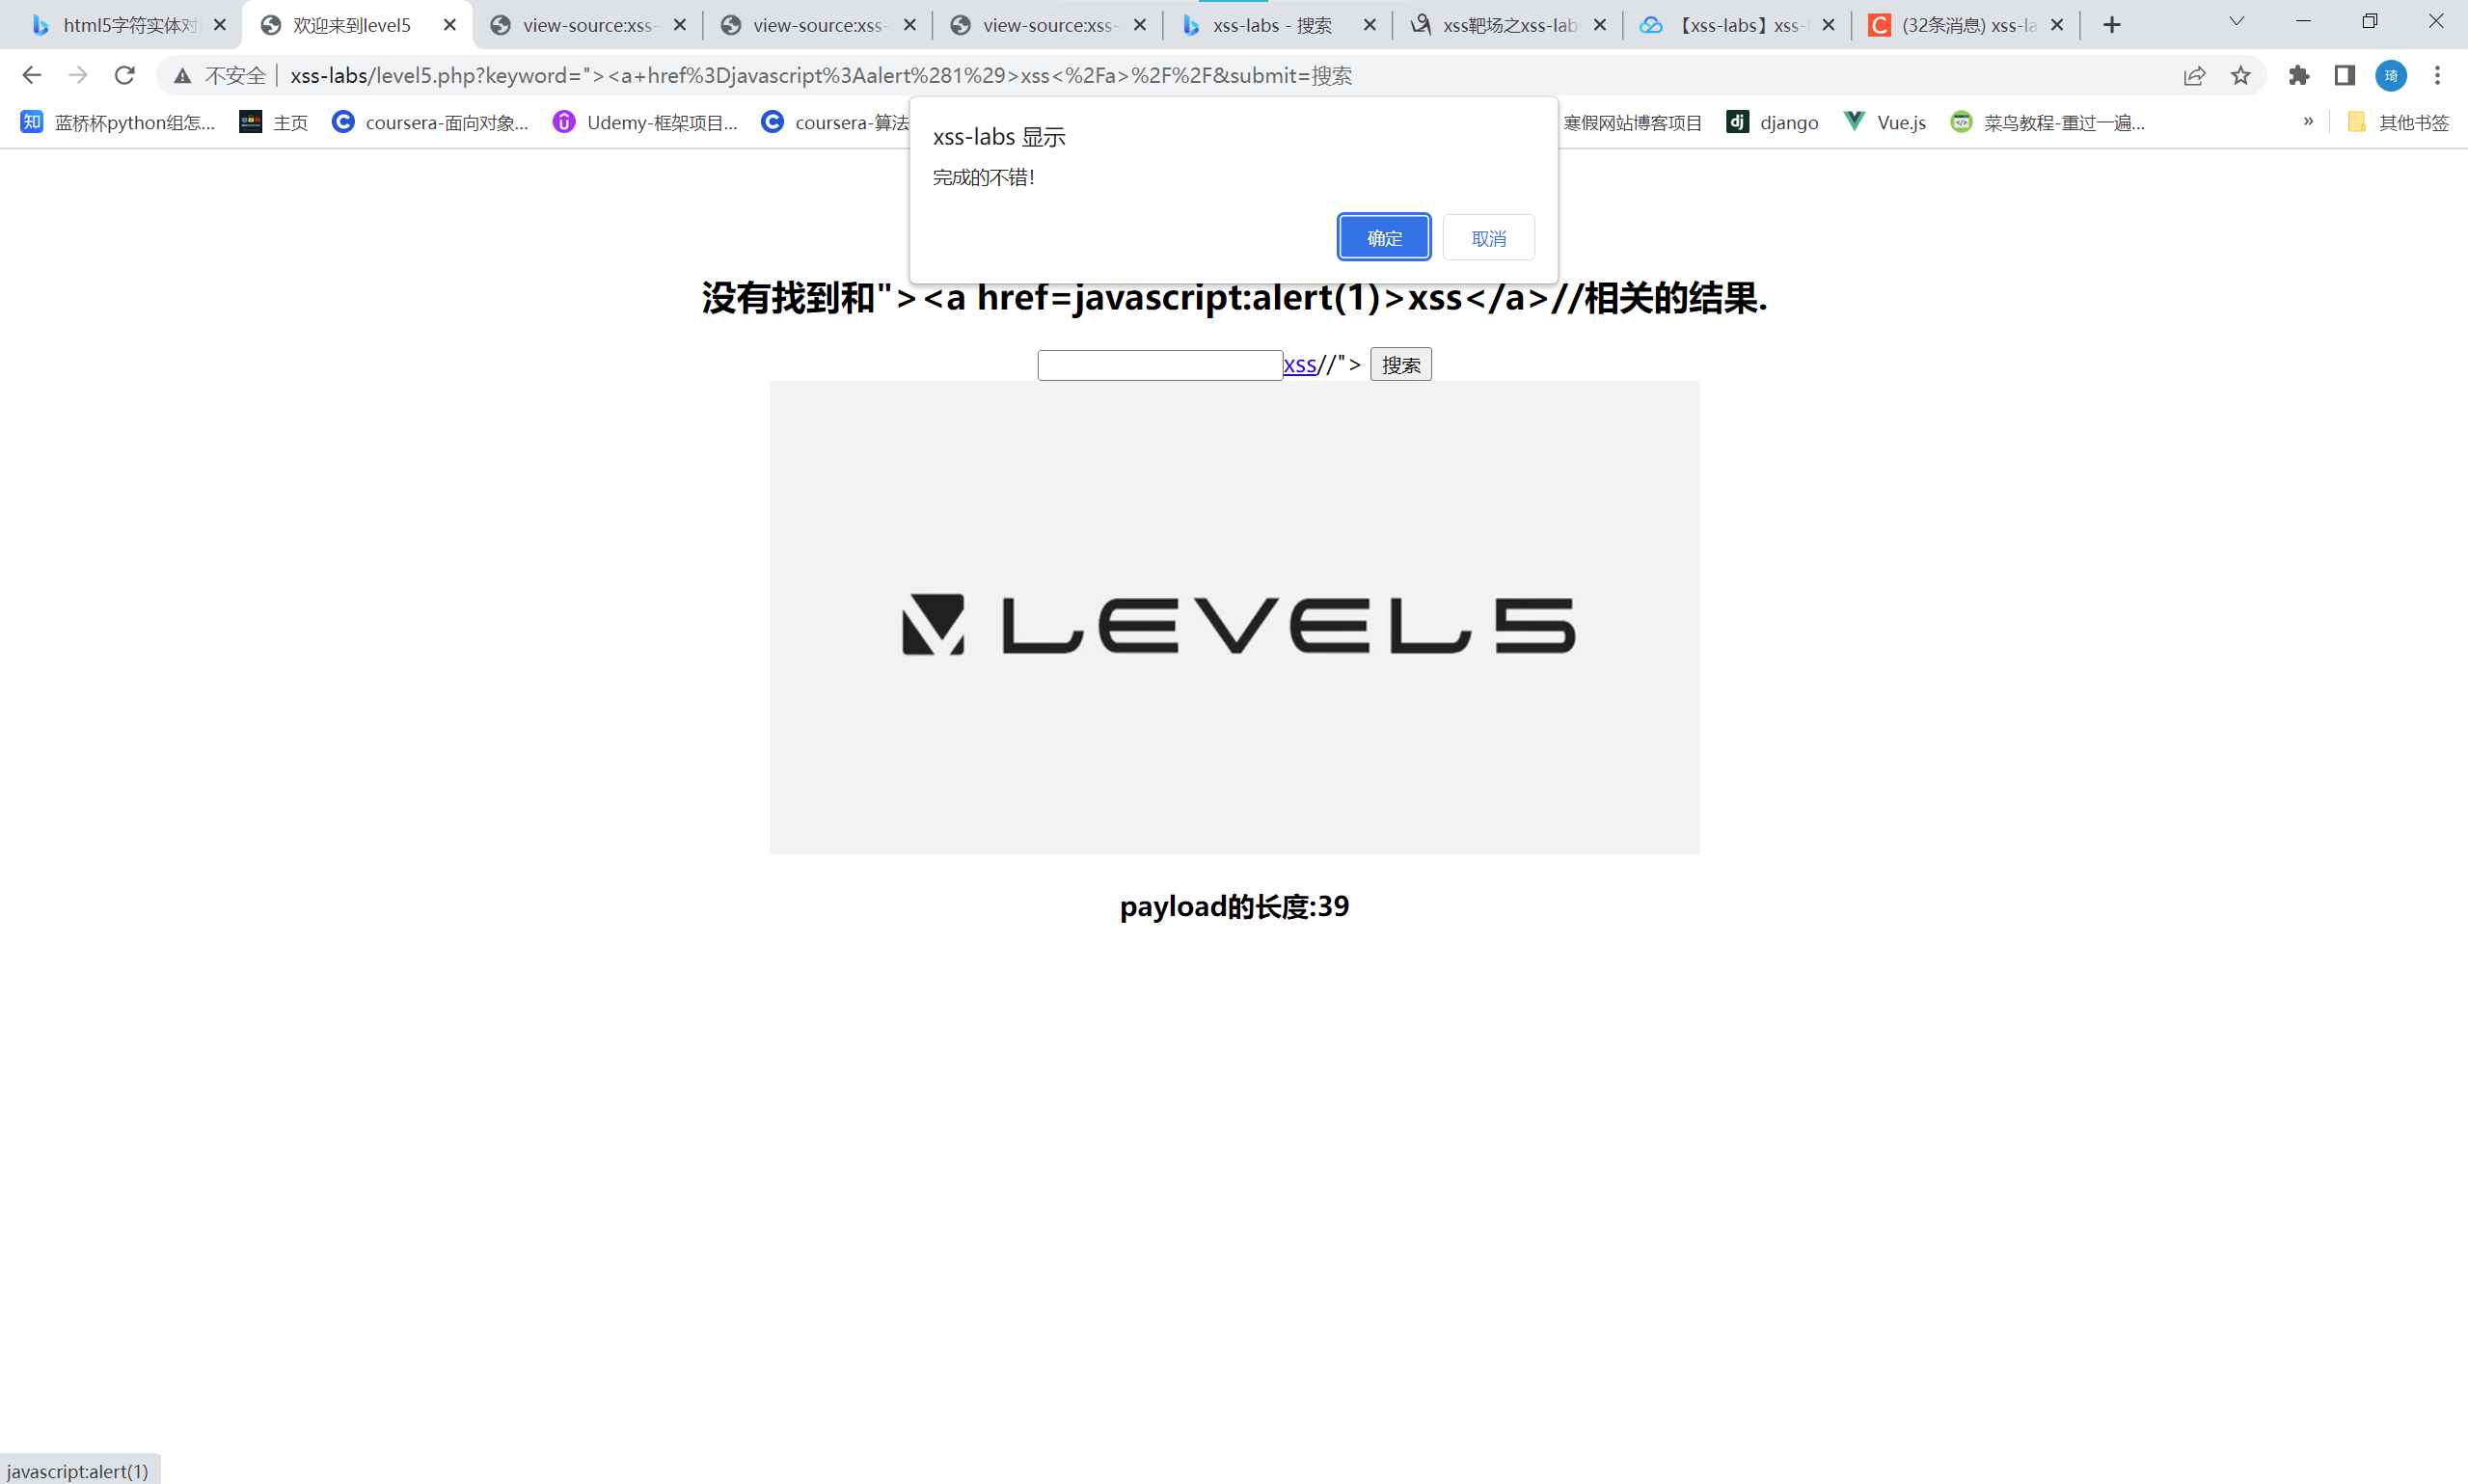 html5字符实体对
欢迎来到level5
view-source:xss-
view-source:xss-
view-source:xss-
xss-labs - 搜索
xss靶场之xss-lab
【xss-labs】xss-l
(32条消息) xss-la
不安全
xss-labs/level5.php?keyword="><a+href%3Djavascript%3Aalert%281%29>xss<%2Fa>%2F%2F&submit=搜索
琦
知 蓝桥杯python组怎...
主页
coursera-面向对象...
Udemy-框架项目...
coursera-算法
寒假网站博客项目
dj django
Vue.js
菜鸟教程-重过一遍...
»
其他书签
xss-labs 显示
完成的不错!
确定
取消
没有找到和"><a href=javascript:alert(1)>xss</a>//相关的结果.
xss//"> 搜索
LEVEL5
payload的长度:39
javascript:alert(1)